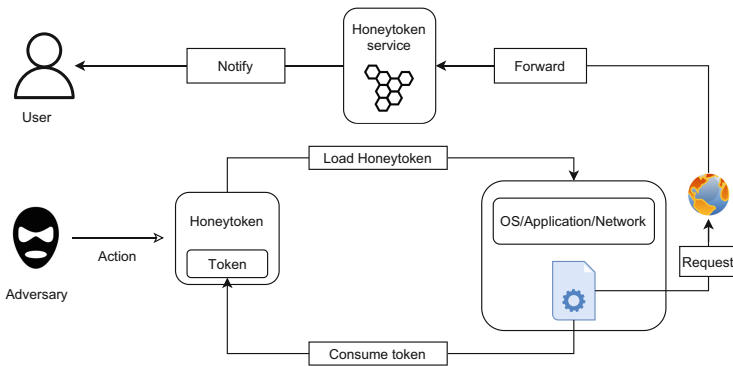 Honeytoken
service
Notify
Forward
User
Load Honeytoken
Honeytoken
OS/Application/Network
Token
Action
Request
Adversary
Consume token